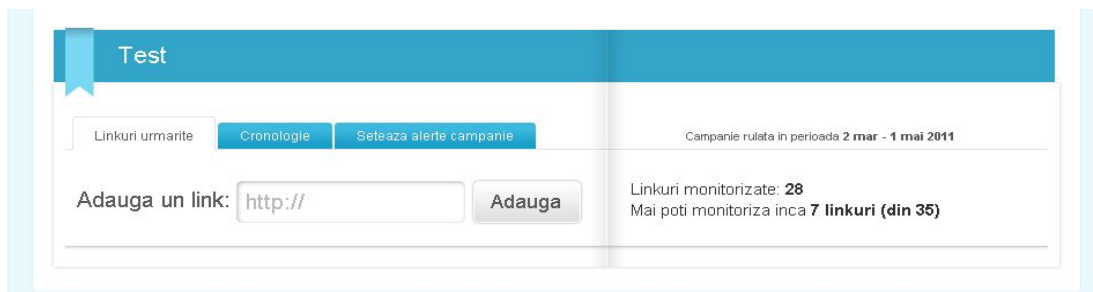 Test
Linkuri urmarite
Cronologie
Seteaza alerte campanie
Campanie rulata in perioada 2 mar - 1 mai 2011
Adauga un link:
http://
Adauga
Linkuri monitorizate: 28
Mai poti monitoriza inca 7 linkuri (din 35)